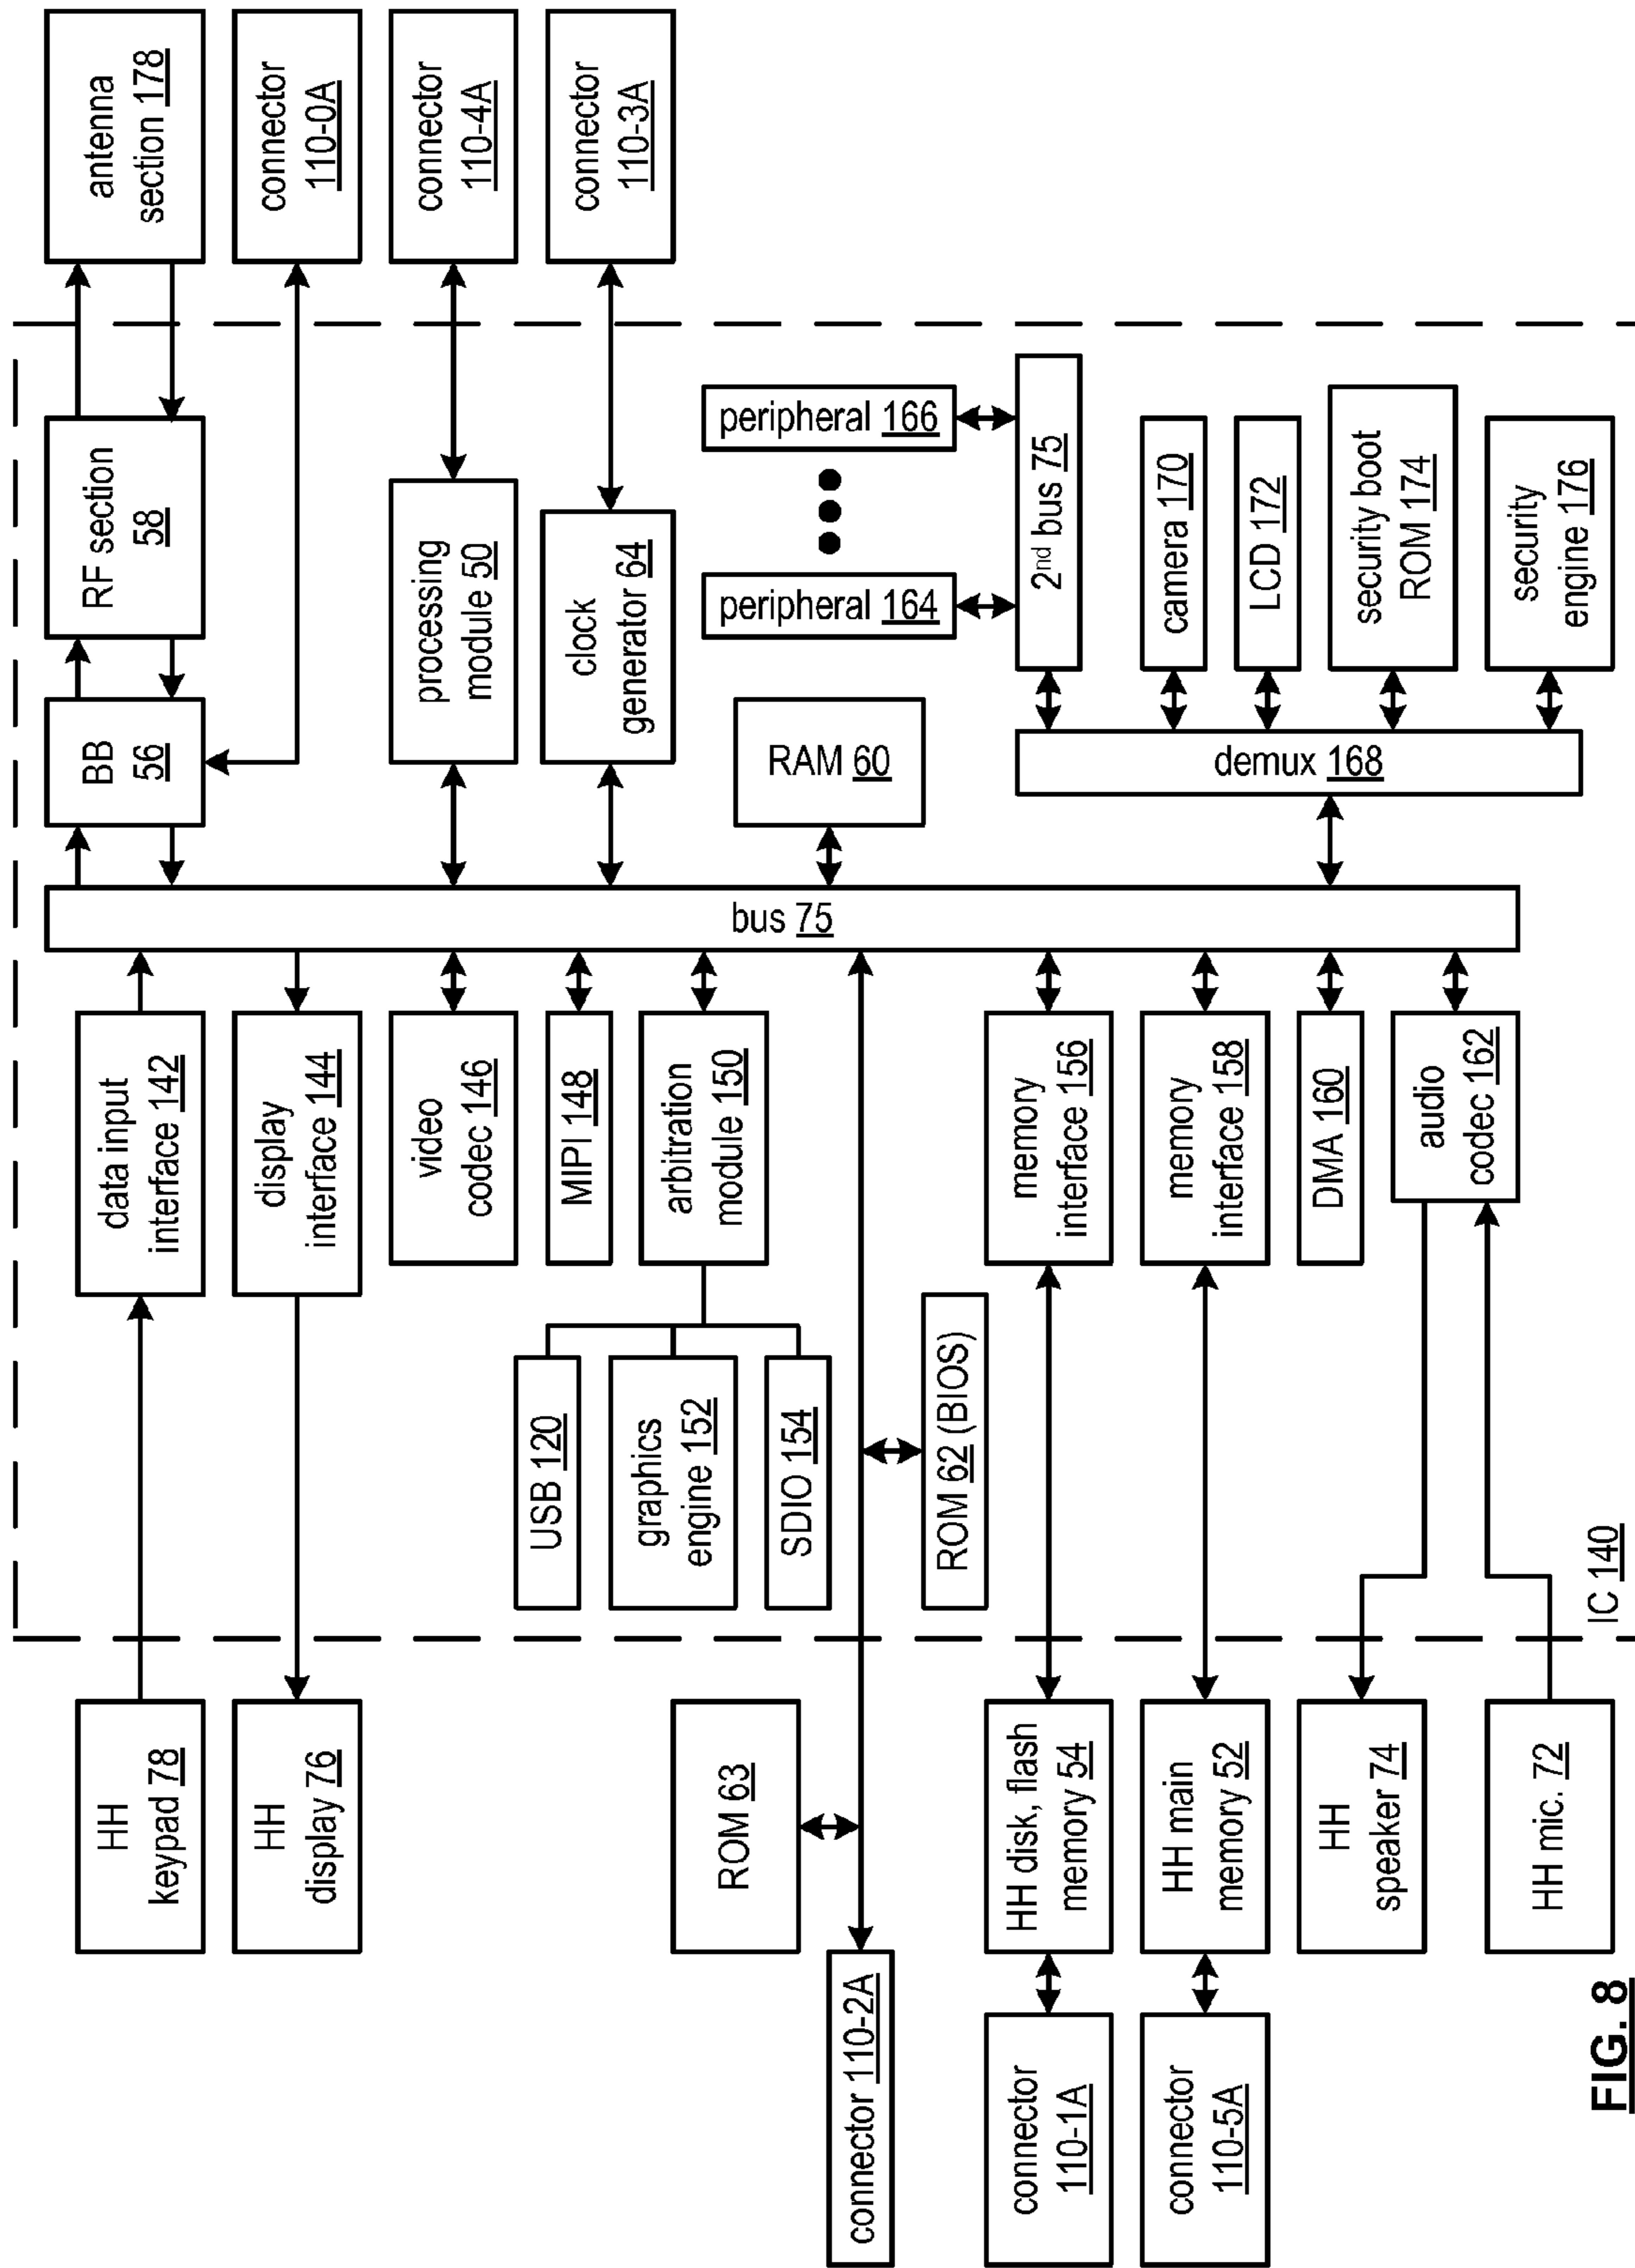 antenna
section 178
connector
110-0A
connector
110-4A
connector
110-3A
RF section
58
BB
56
processing
module 50
clock
generator 64
peripheral 166
peripheral 164
2nd bus 75
RAM 60
camera 170
LCD 172
security boot
ROM 174
security
engine 176
demux 168
bus 75
data input
interface 142
display
interface 144
video
codec 146
MIPI 148
arbitration
module 150
memory
interface 156
memory
interface 158
DMA 160
audio
codec 162
USB 120
graphics
engine 152
SDIO 154
ROM 62 (BIOS)
IC 140
HH
keypad 78
HH
display 76
ROM 63
HH disk, flash
memory 54
HH main
memory 52
HH
speaker 74
HH mic. 72
connector 110-2A
connector
110-1A
connector
110-5A
FIG. 8